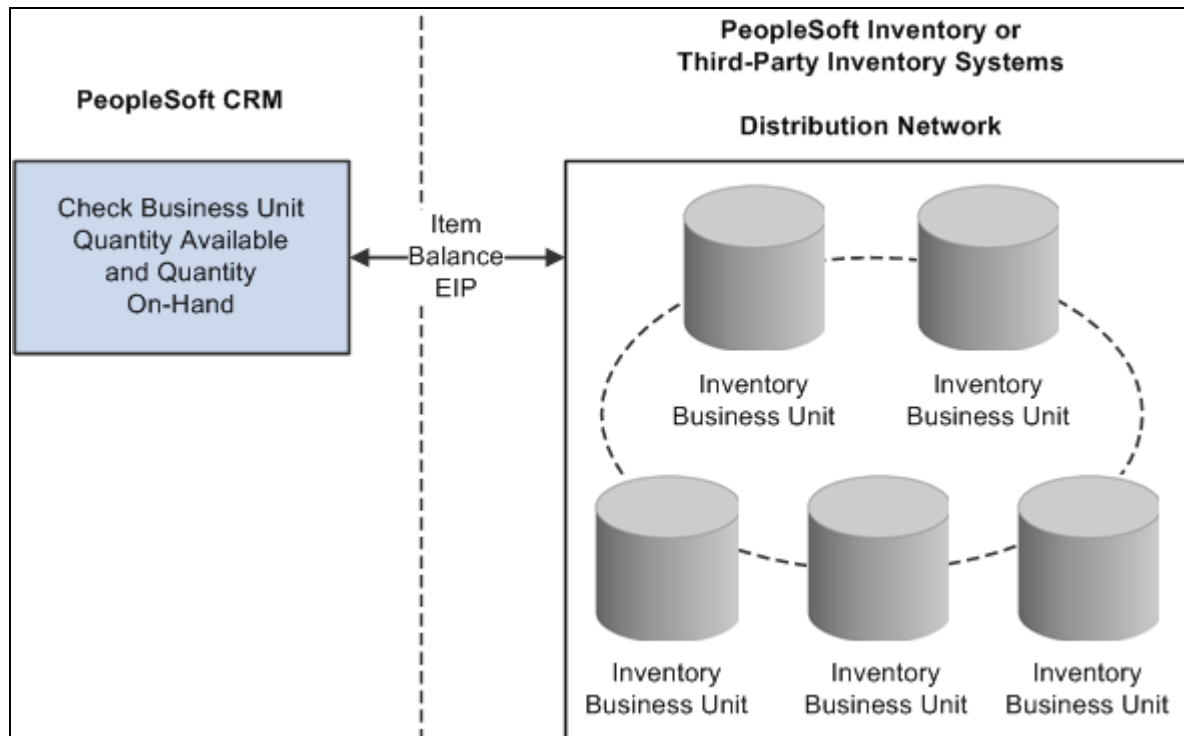 PeopleSoft CRM
Check Business Unit
Quantity Available
and Quantity
On-Hand
Item
Balance
EIP
PeopleSoft Inventory or
Third-Party Inventory Systems
Distribution Network
Inventory
Business Unit
Inventory
Business Unit
Inventory
Business Unit
Inventory
Business Unit
Inventory
Business Unit